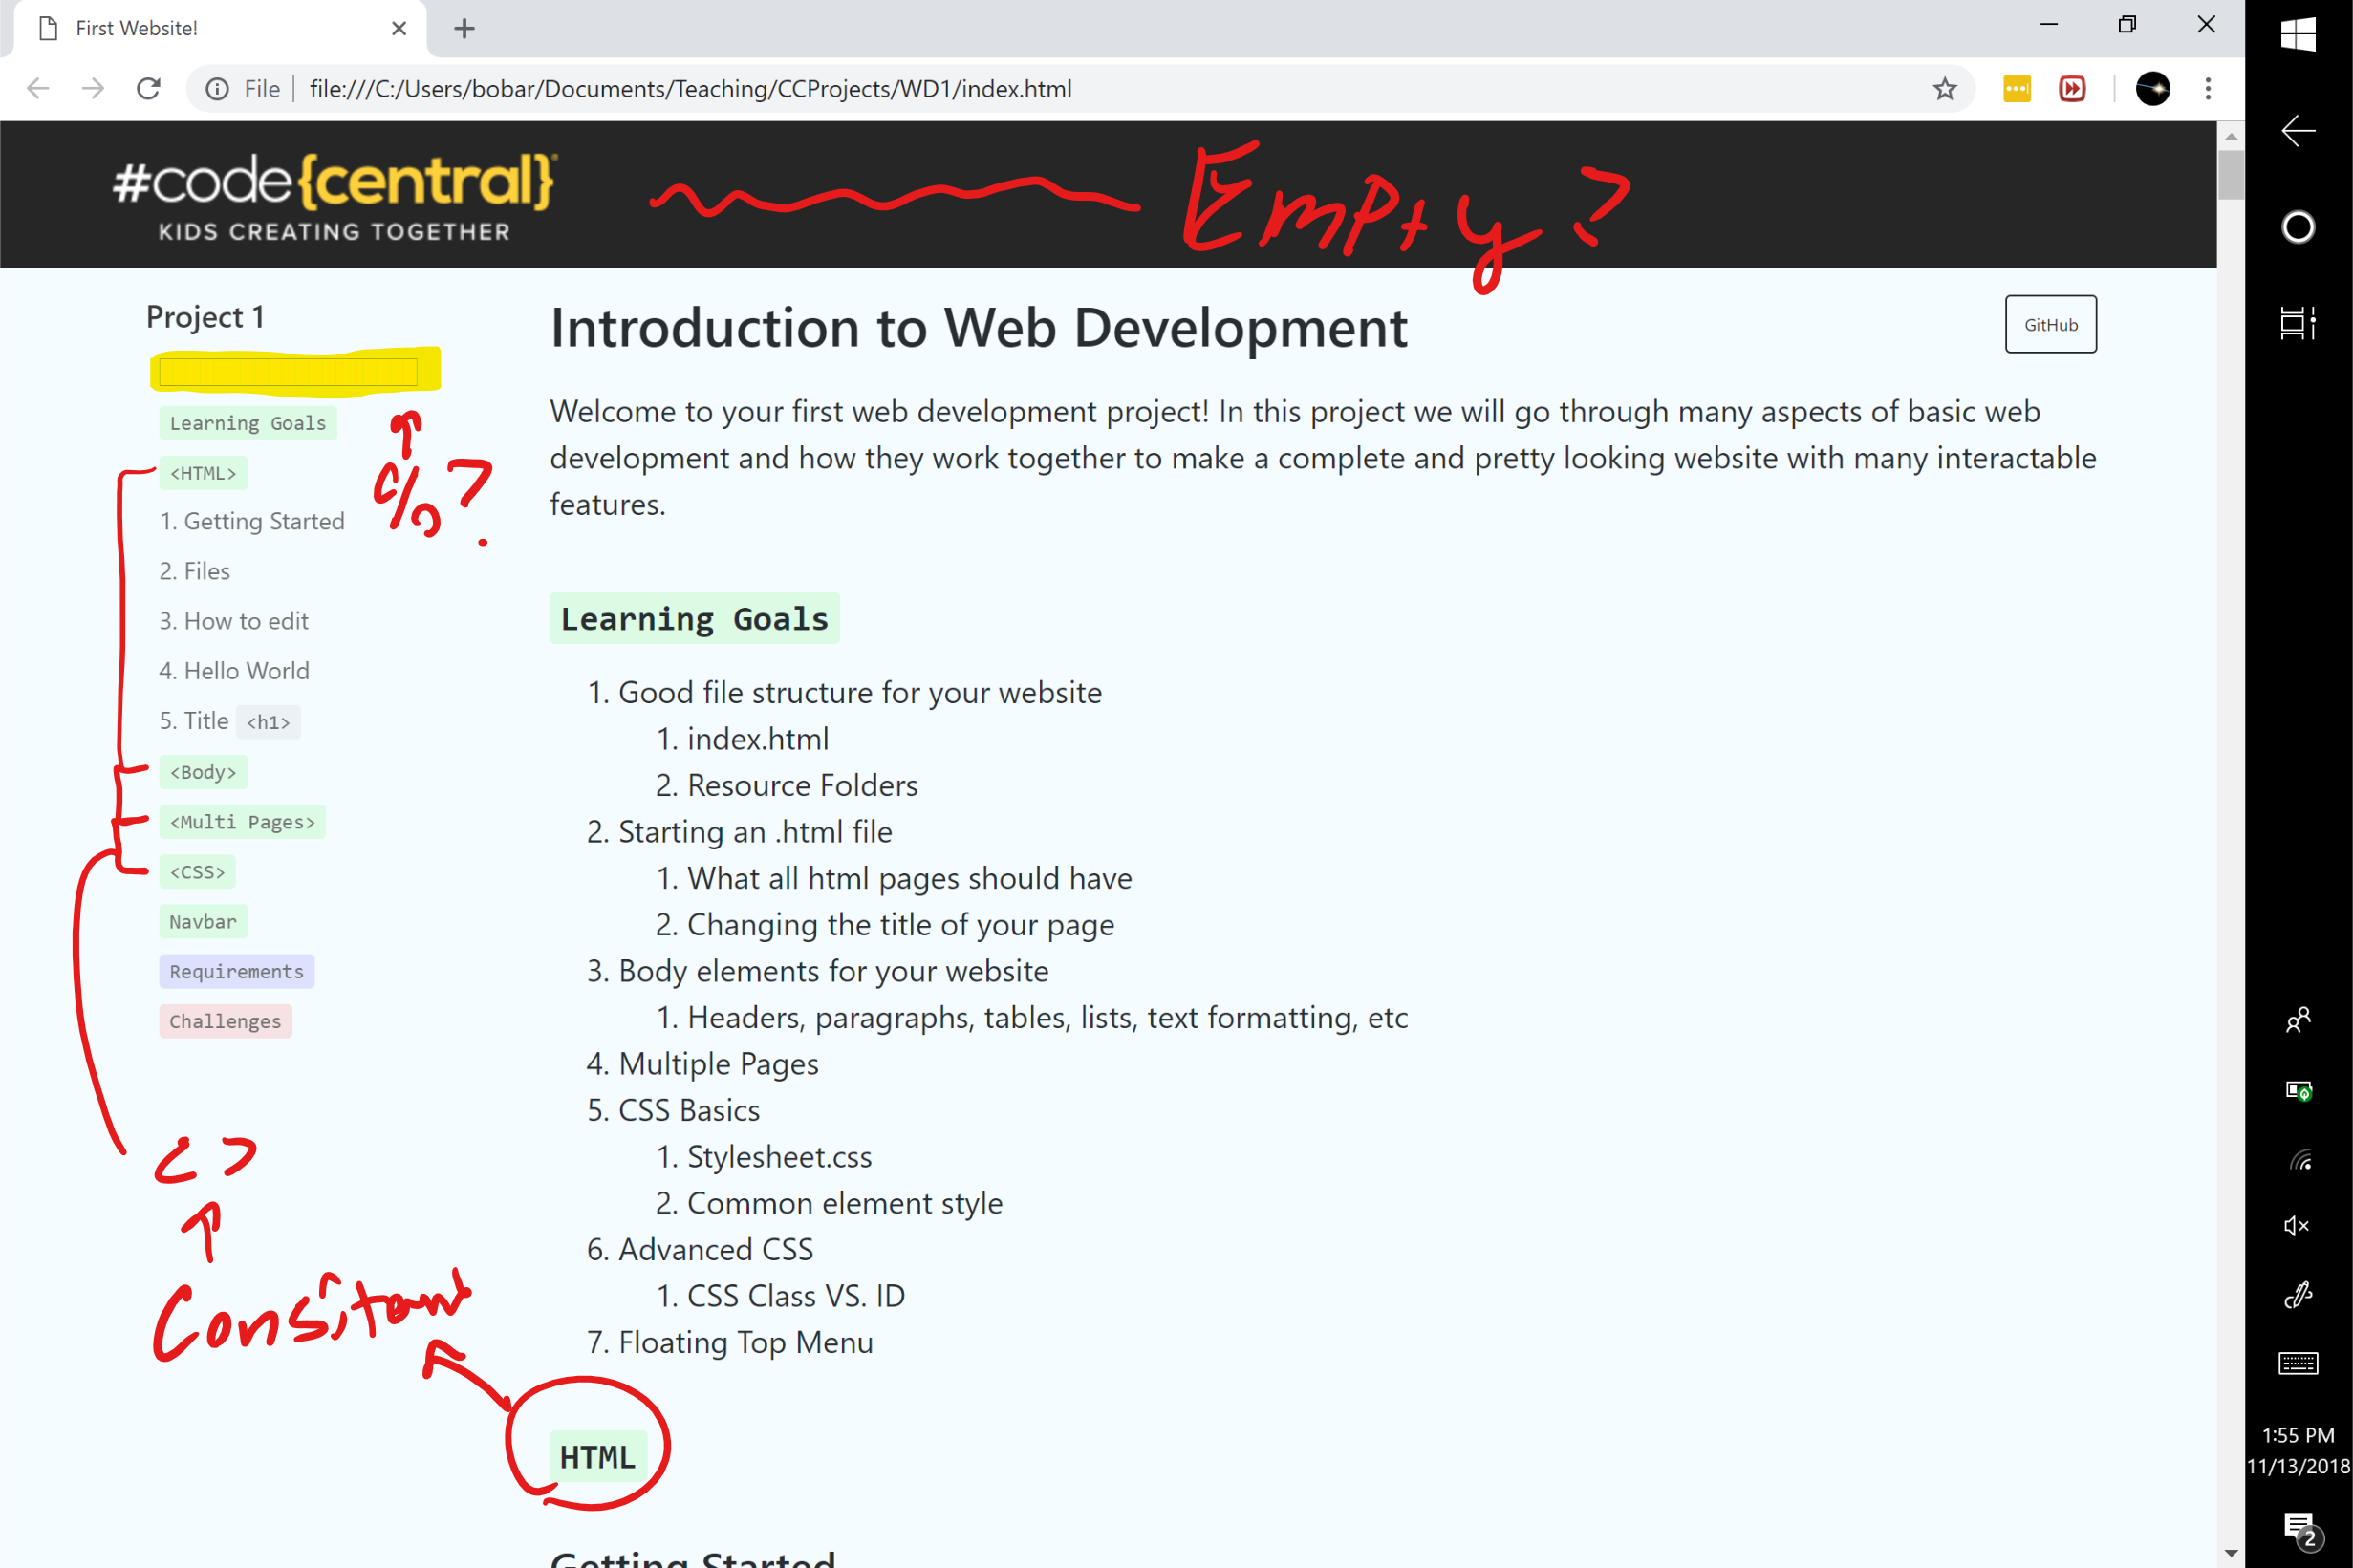 First Website!
File file:///C:/Users/bobar/Documents/Teaching/CCProjects/WD1/index.html
#code{central}
KIDS CREATING TOGETHER
Empty?
Project 1
%?
Learning Goals
<HTML>
1. Getting Started
2. Files
3. How to edit
4. Hello World
5. Title <h1>
<Body>
<Multi Pages>
<CSS>
Navbar
Requirements
Challenges
< >
Consitant
Introduction to Web Development
GitHub
Welcome to your first web development project! In this project we will go through many aspects of basic web
development and how they work together to make a complete and pretty looking website with many interactable
features.
Learning Goals
1. Good file structure for your website
1. index.html
2. Resource Folders
2. Starting an .html file
1. What all html pages should have
2. Changing the title of your page
3. Body elements for your website
1. Headers, paragraphs, tables, lists, text formatting, etc
4. Multiple Pages
5. CSS Basics
1. Stylesheet.css
2. Common element style
6. Advanced CSS
1. CSS Class VS. ID
7. Floating Top Menu
HTML
Getting Started
1:55 PM
11/13/2018
2